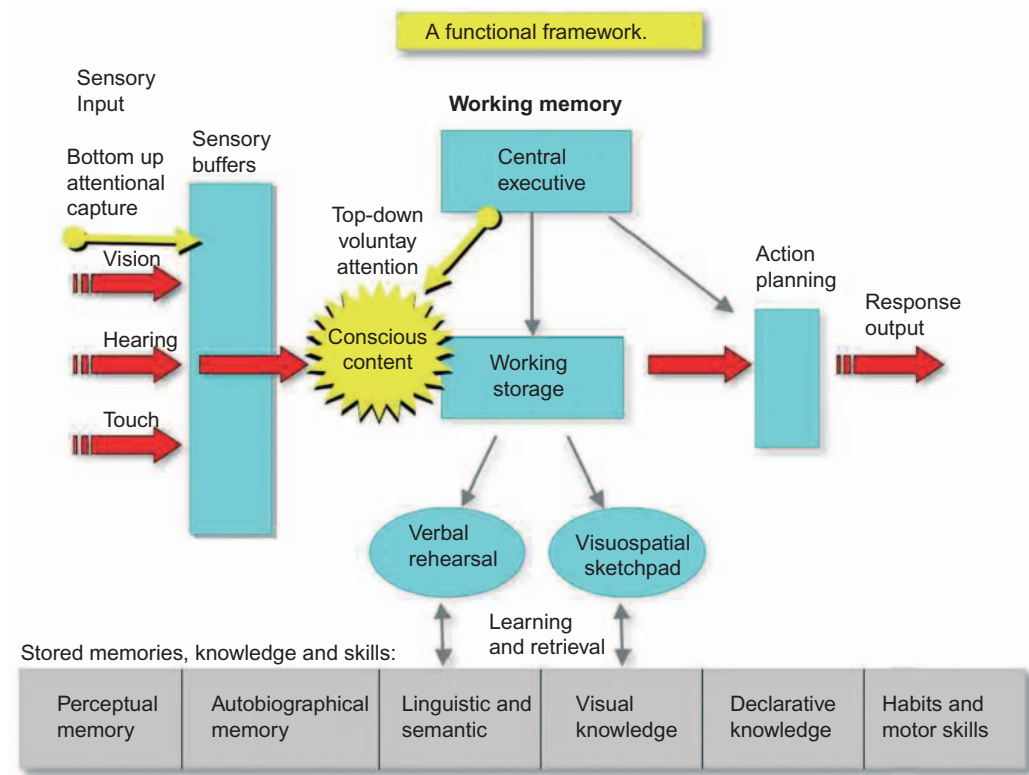 A functional framework.
Sensory
Input
Working memory
Bottom up
attentional
capture
Sensory
buffers
Central
executive
Top-down
voluntay
attention
Vision
Action
planning
Response
output
Hearing
Conscious
content
Working
storage
Touch
Verbal
rehearsal
Visuospatial
sketchpad
Learning
and retrieval
Stored memories, knowledge and skills:
Perceptual
memory
Autobiographical
memory
Linguistic and
semantic
Visual
knowledge
Declarative
knowledge
Habits and
motor skills